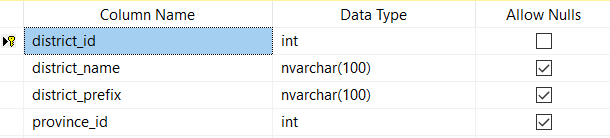 Column Name Data Type Allow Nulls
district_id int
district_name nvarchar(100)
district_prefix nvarchar(100)
province_id int